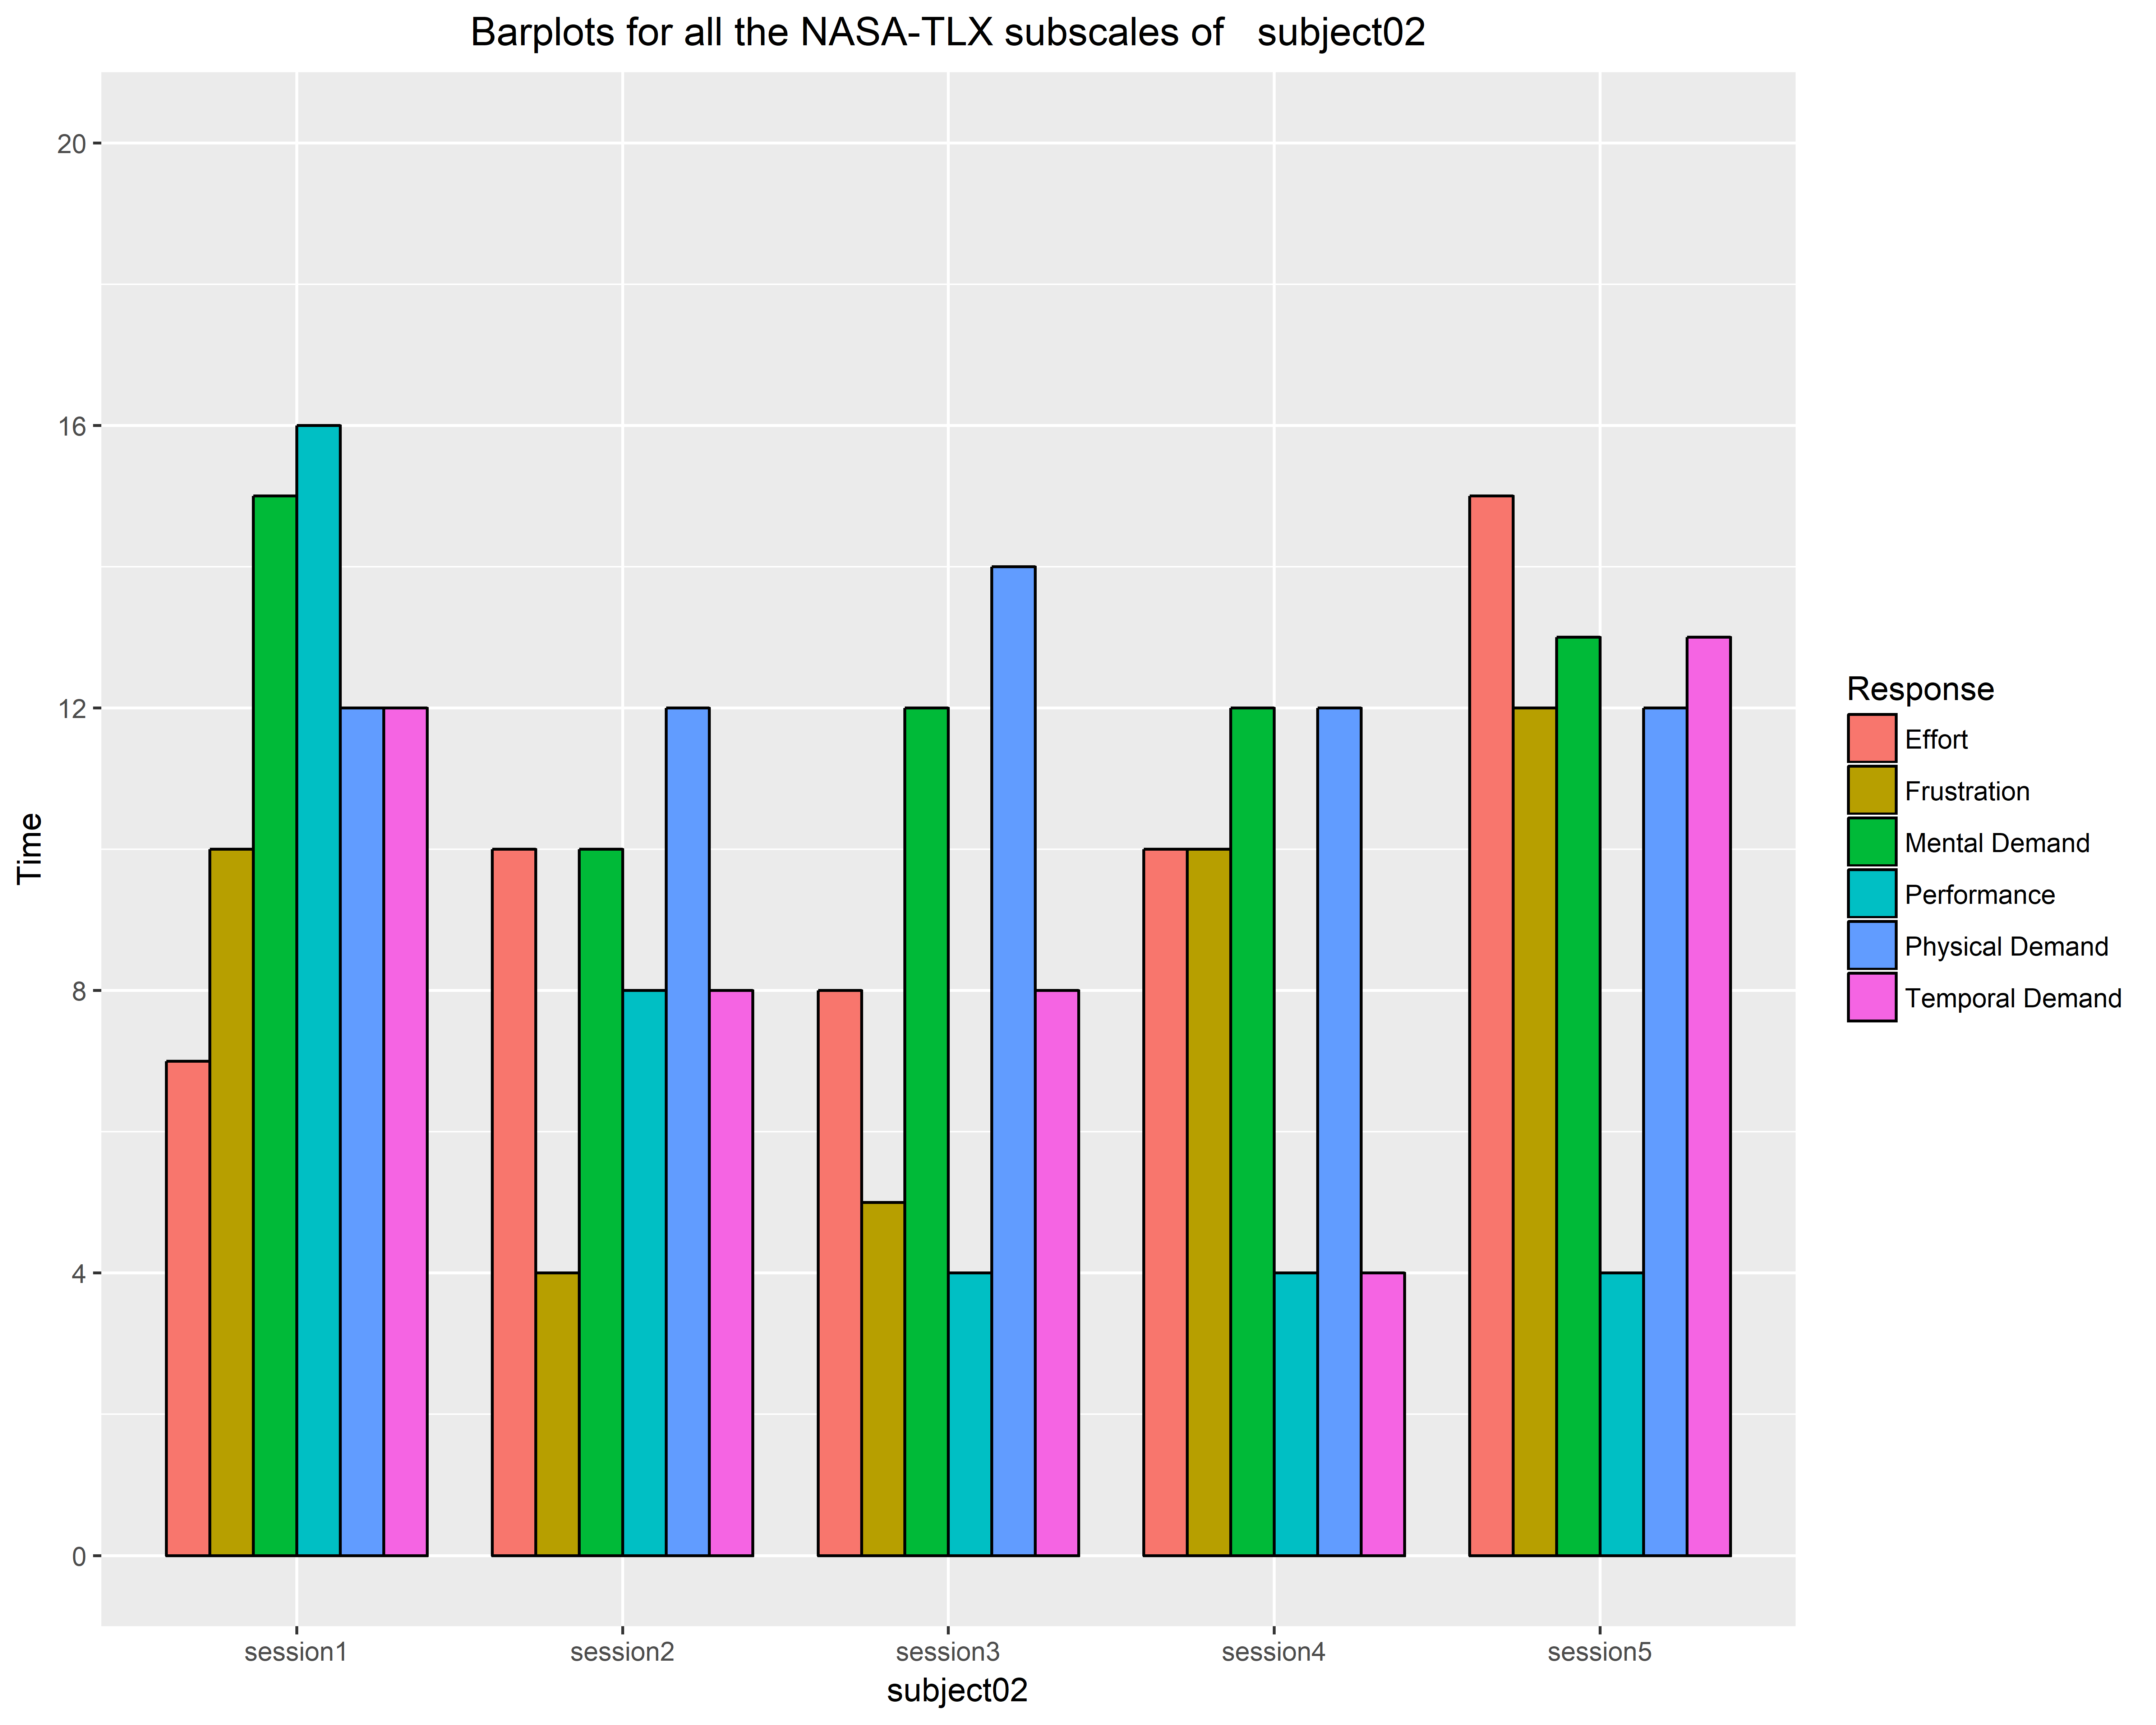 Barplots for all the NASA-TLX subscales of   subject02
20
16
12
8
4
0
Time
session1 session2 session3 session4 session5
subject02
Response
Effort
Frustration
Mental Demand
Performance
Physical Demand
Temporal Demand